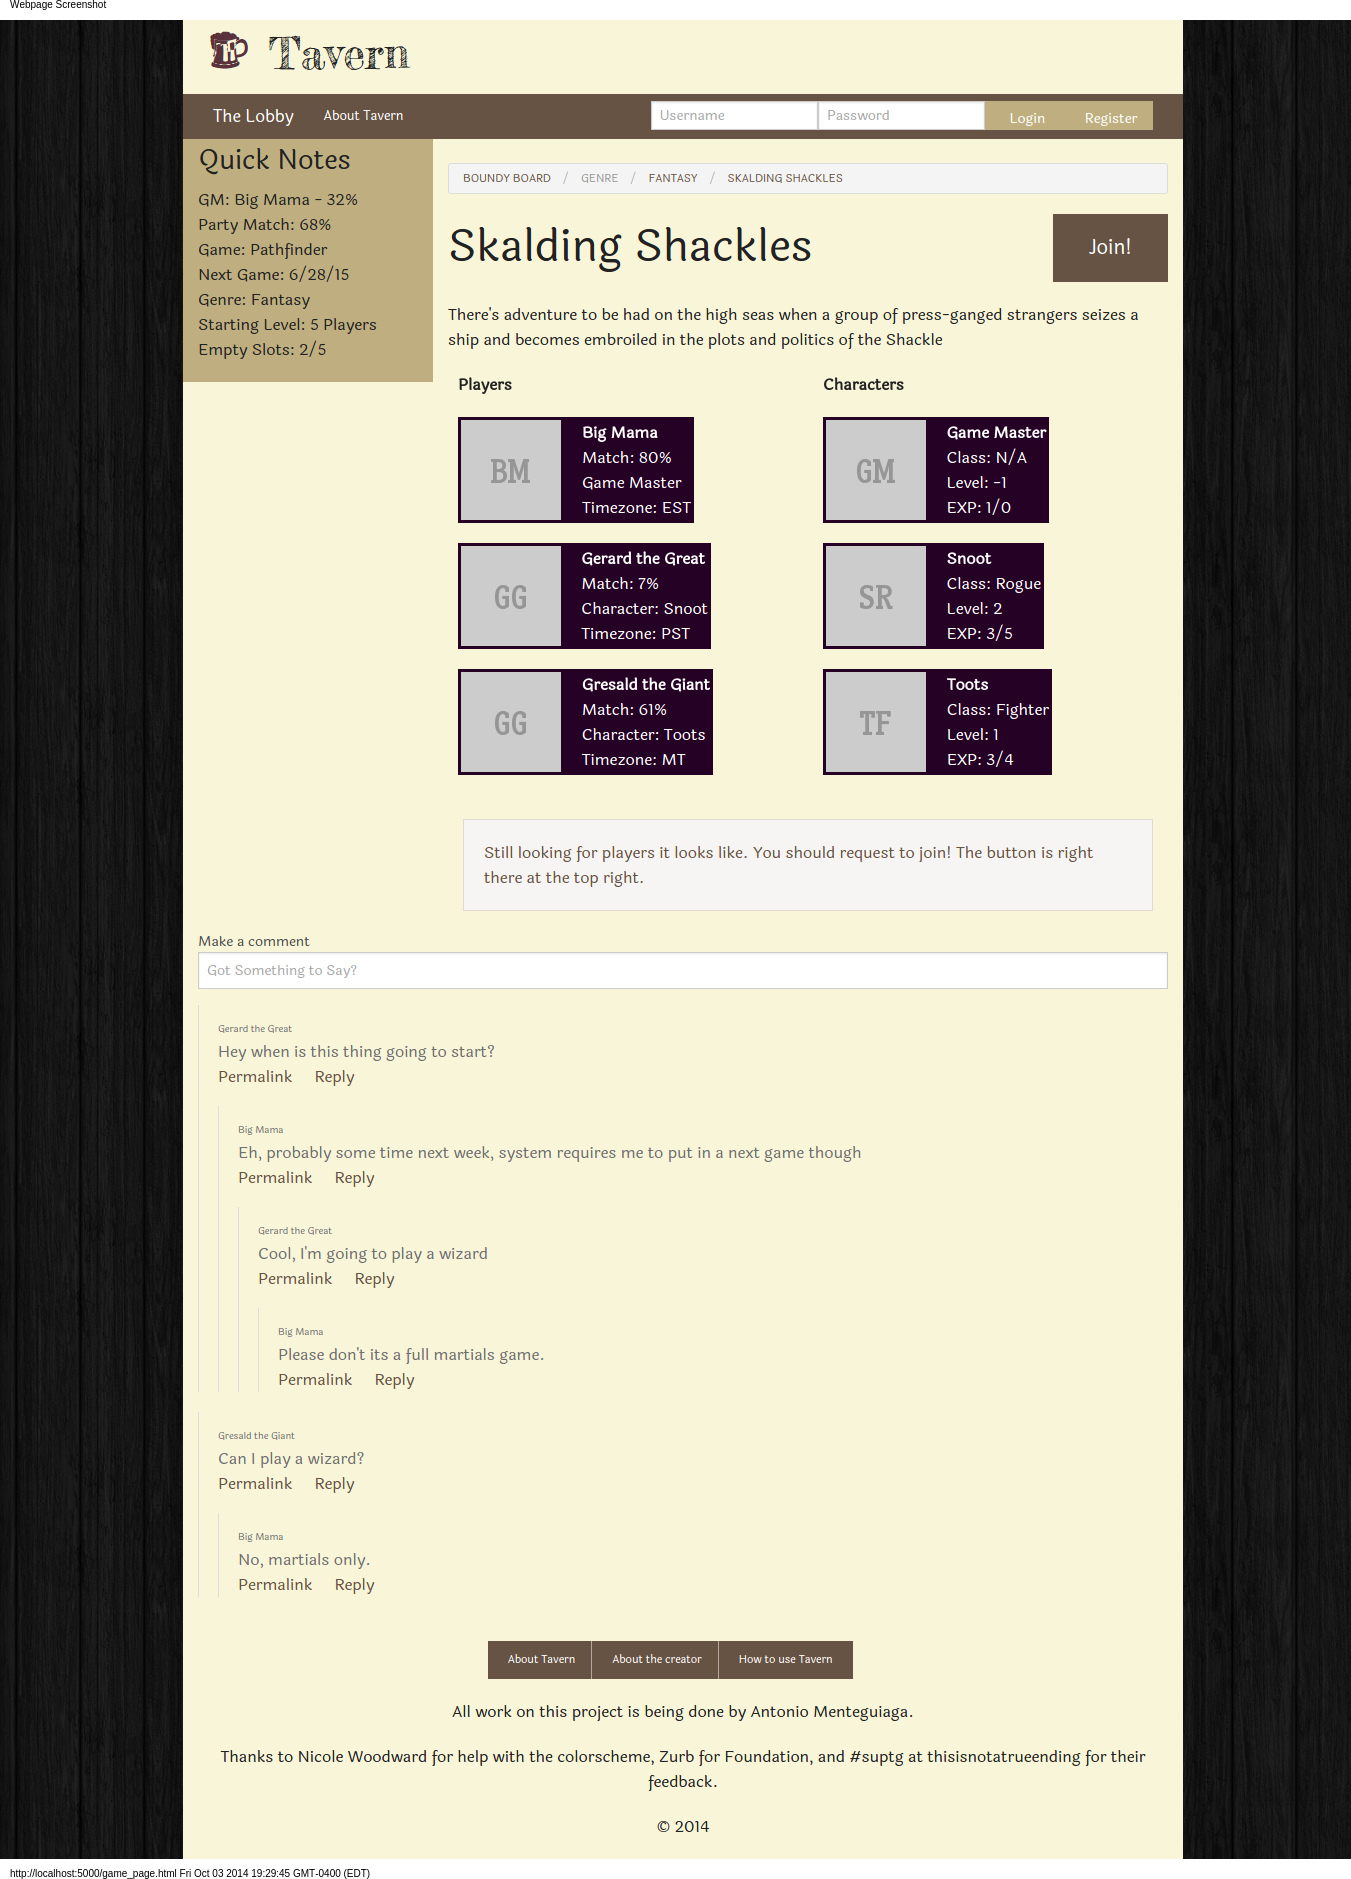 Webpage Screenshot
Tavern
The Lobby About Tavern Username Password Login Register
Quick Notes
GM: Big Mama - 32%
Party Match: 68%
Game: Pathfinder
Next Game: 6/28/15
Genre: Fantasy
Starting Level: 5 Players
Empty Slots: 2/5
BOUNDY BOARD / GENRE / FANTASY / SKALDING SHACKLES
Skalding Shackles
Join!
There's adventure to be had on the high seas when a group of press-ganged strangers seizes a
ship and becomes embroiled in the plots and politics of the Shackle
Players
BM
Big Mama
Match: 80%
Game Master
Timezone: EST
GG
Gerard the Great
Match: 7%
Character: Snoot
Timezone: PST
GG
Gresald the Giant
Match: 61%
Character: Toots
Timezone: MT
Characters
GM
Game Master
Class: N/A
Level: -1
EXP: 1/0
SR
Snoot
Class: Rogue
Level: 2
EXP: 3/5
TF
Toots
Class: Fighter
Level: 1
EXP: 3/4
Still looking for players it looks like. You should request to join! The button is right
there at the top right.
Make a comment
Got Something to Say?
Gerard the Great
Hey when is this thing going to start?
Permalink Reply
Big Mama
Eh, probably some time next week, system requires me to put in a next game though
Permalink Reply
Gerard the Great
Cool, I'm going to play a wizard
Permalink Reply
Big Mama
Please don't its a full martials game.
Permalink Reply
Gresald the Giant
Can I play a wizard?
Permalink Reply
Big Mama
No, martials only.
Permalink Reply
About Tavern About the creator How to use Tavern
All work on this project is being done by Antonio Menteguiaga.
Thanks to Nicole Woodward for help with the colorscheme, Zurb for Foundation, and #suptg at thisisnotatrueending for their
feedback.
© 2014
http://localhost:5000/game_page.html Fri Oct 03 2014 19:29:45 GMT-0400 (EDT)